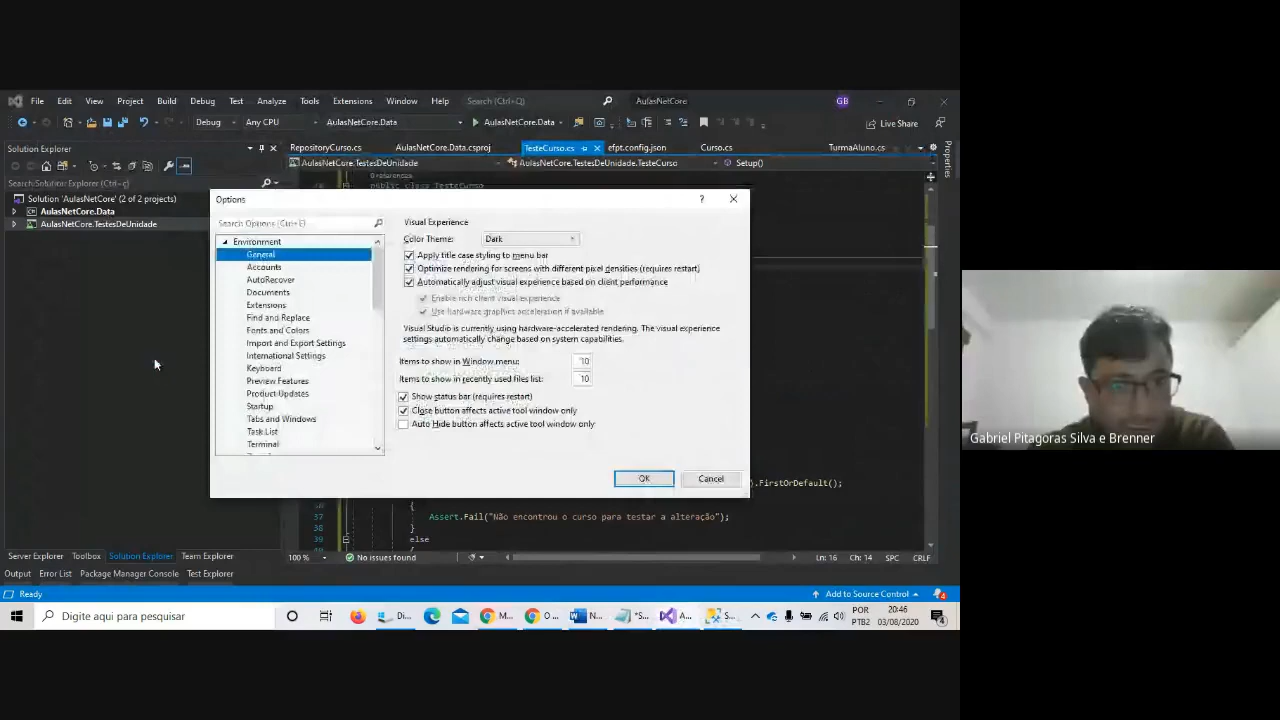 File Edit View Project Build Debug Test Analyze Tools Extensions Window Help Search (Ctrl+Q) AulasNetCore GB
Debug Any CPU AulasNetCore.Data AulasNetCore.Data Live Share
Solution Explorer
RepositoryCurso.cs AulasNetCore.Data.csproj TesteCurso.cs efpt.config.json Curso.cs TurmaAluno.cs
Properties
AulasNetCore.TestesDeUnidade AulasNetCore.TestesDeUnidade.TesteCurso Setup()
Search Solution Explorer (Ctrl+ç)
public class TesteCurso
Solution 'AulasNetCore' (2 of 2 projects)
AulasNetCore.Data
AulasNetCore.TestesDeUnidade
Options
? 
Search Options (Ctrl+E)
Environment
General
Accounts
AutoRecover
Documents
Extensions
Find and Replace
Fonts and Colors
Import and Export Settings
International Settings
Keyboard
Preview Features
Product Updates
Startup
Tabs and Windows
Task List
Terminal
Visual Experience
Color Theme: Dark
Apply title case styling to menu bar
Optimize rendering for screens with different pixel densities (requires restart)
Automatically adjust visual experience based on client performance
Enable rich client visual experience
Use hardware graphics acceleration if available
Visual Studio is currently using hardware-accelerated rendering. The visual experience
settings automatically change based on system capabilities.
Items to show in Window menu: 10
Items to show in recently used files list: 10
Show status bar (requires restart)
Close button affects active tool window only
Auto Hide button affects active tool window only
OK Cancel
).FirstOrDefault();
36 {
37 Assert.Fail("Não encontrou o curso para testar a alteração");
38 }
39 else
100 % No issues found Ln: 16 Ch: 14 SPC CRLF
Server Explorer Toolbox Solution Explorer Team Explorer
Output Error List Package Manager Console Test Explorer
Ready Add to Source Control 4
Digite aqui para pesquisar Di... M... O... N... *S... A... S... POR PTB2 20:46 03/08/2020 4
Gabriel Pitagoras Silva e Brenner